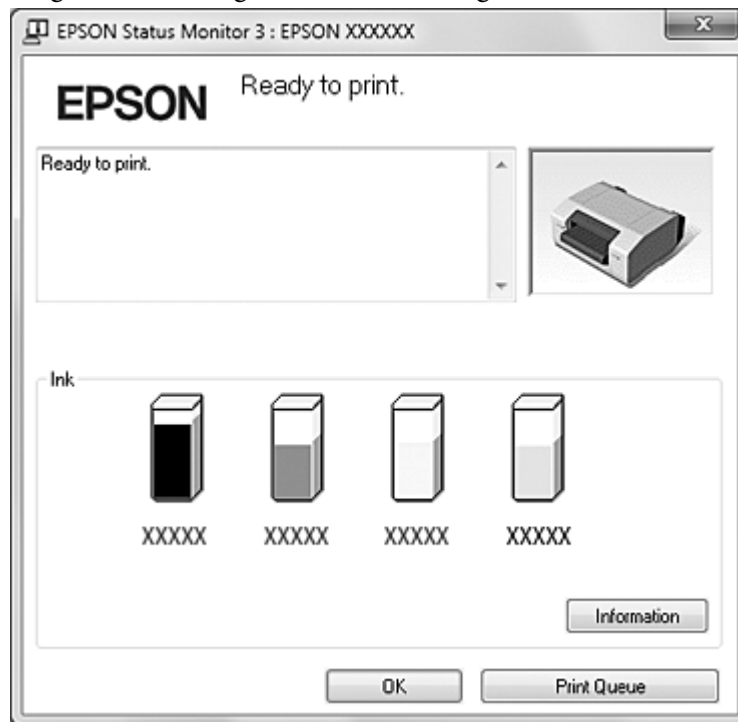 EPSON Status Monitor 3 : EPSON XXXXXX
EPSON
Ready to print.
Ready to print.
Ink
XXXXX XXXXX XXXXX XXXXX
Information
OK Print Queue